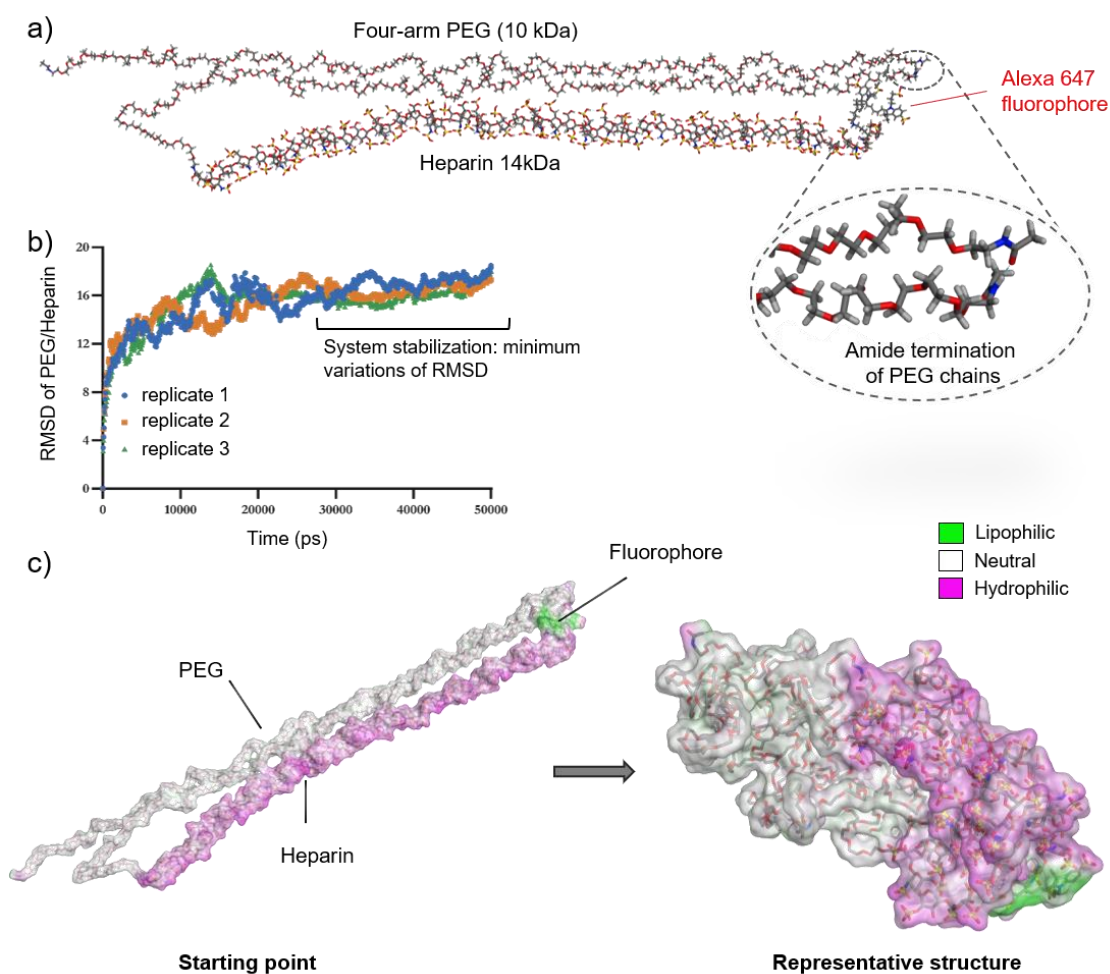 a)
Four-arm PEG (10 kDa)
Alexa 647
fluorophore
Heparin 14kDa
Amide termination
of PEG chains
b)
RMSD of PEG/Heparin
20
16
12
8
4
0
System stabilization: minimum
variations of RMSD
replicate 1
replicate 2
replicate 3
0
10000
20000
30000
40000
50000
Time (ps)
c)
Lipophilic
Neutral
Hydrophilic
Fluorophore
PEG
Heparin
Starting point
Representative structure